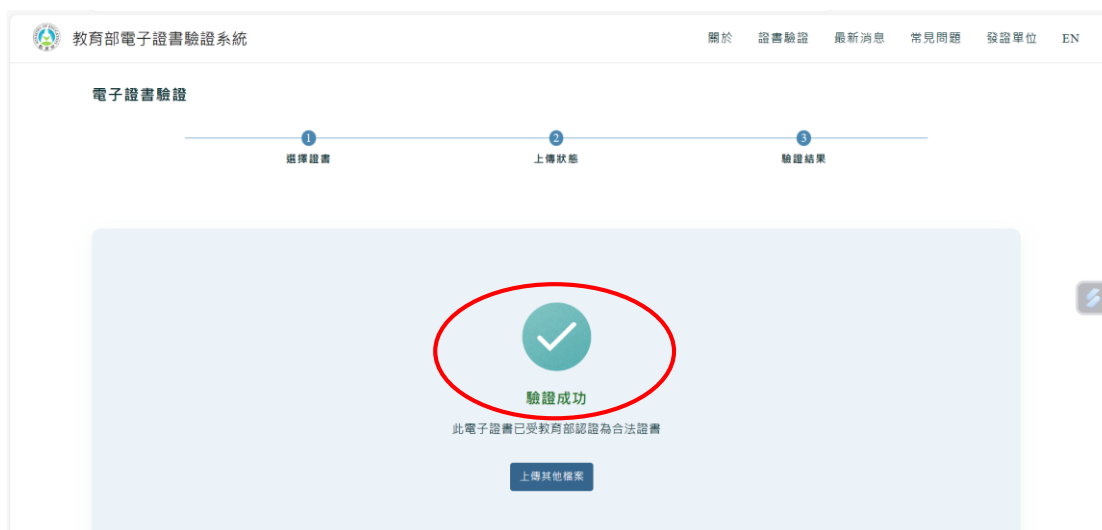 教育部電子證書驗證系統
關於 證書驗證 最新消息 常見問題 發證單位 EN
電子證書驗證
1 2 3
選擇證書 上傳狀態 驗證結果
驗證成功
此電子證書已受教育部認證為合法證書
上傳其他檔案